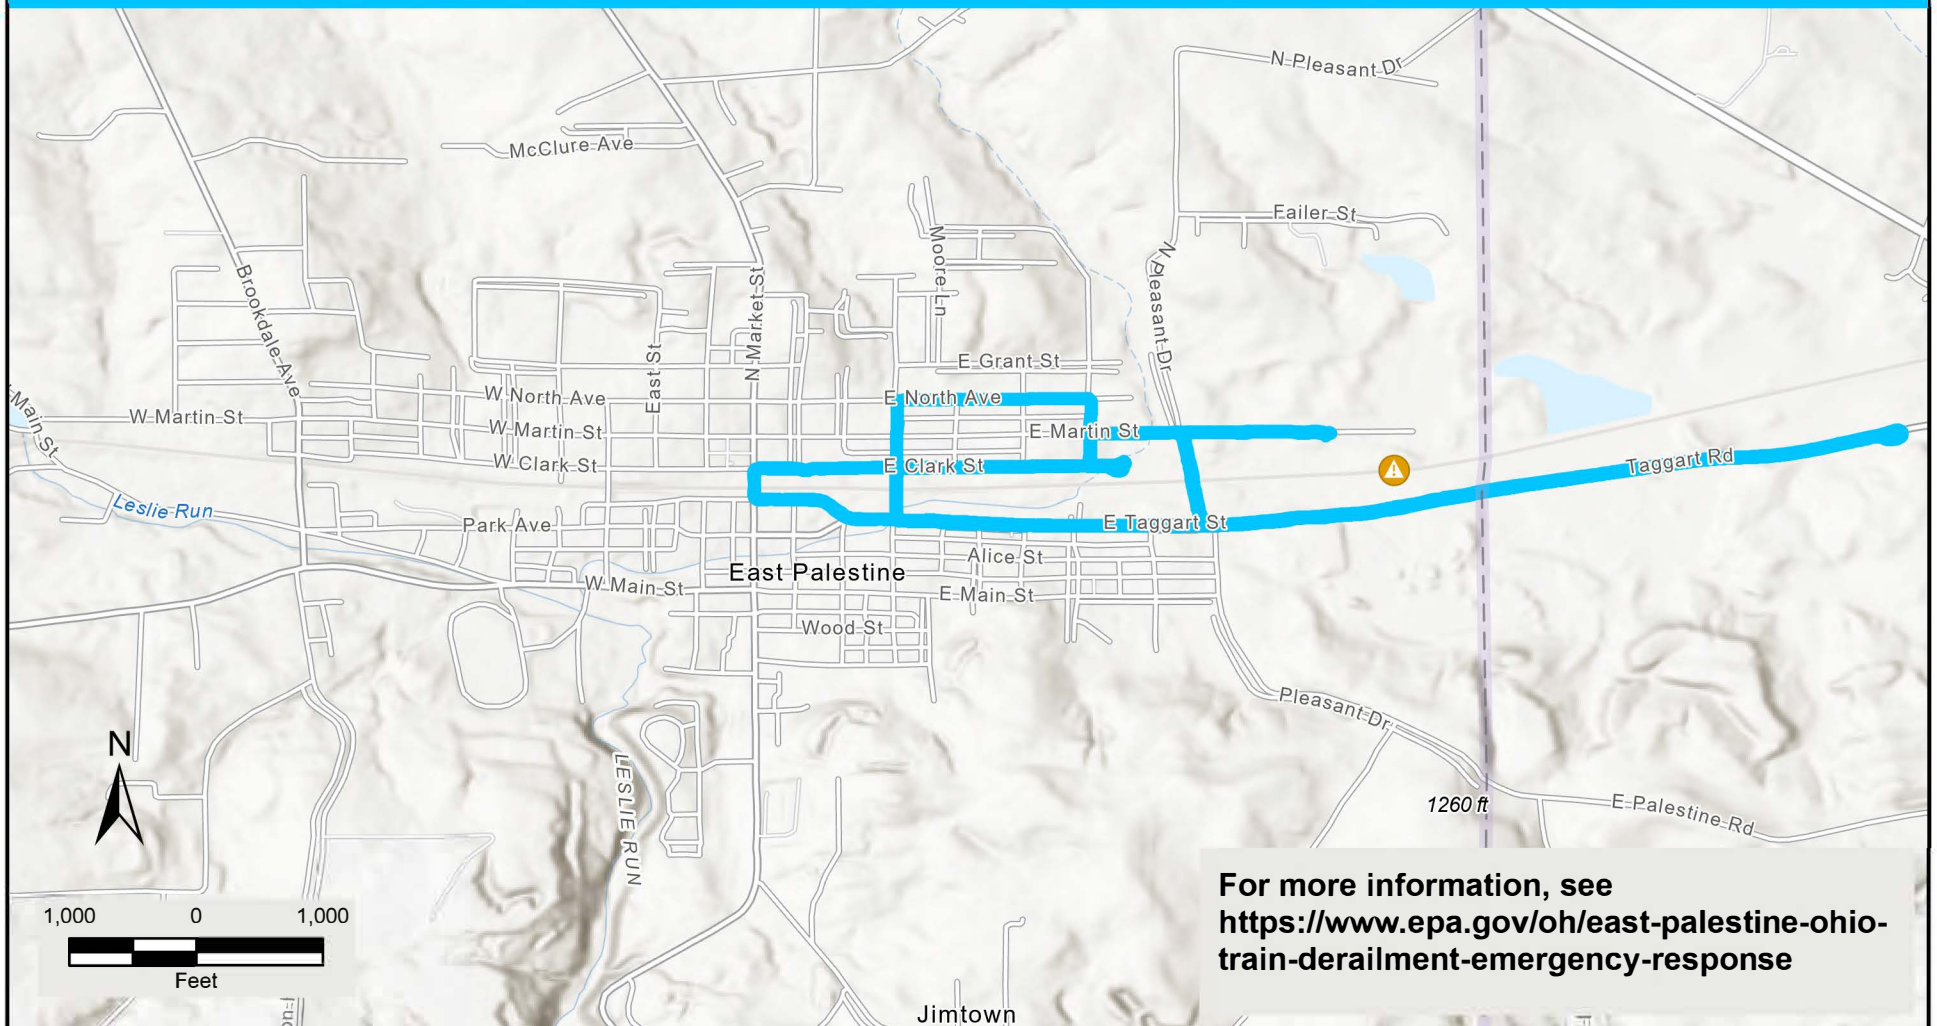 N Pleasant Dr
McClure Ave
Failer St
Moore Ln
N Pleasant Dr
Brookdale Ave
N Market St
East St
E Grant St
W North Ave
E North Ave
Main St
W Martin St
W Martin St
E Martin St
W Clark St
E Clark St
Taggart Rd
Leslie Run
Park Ave
E Taggart St
Alice St
East Palestine
W Main St
E Main St
Wood St
Pleasant Dr
N
LESLIE RUN
1260 ft
E Palestine Rd
For more information, see
https://www.epa.gov/oh/east-palestine-ohio-
train-derailment-emergency-response
1,000 0 1,000
Feet
Jimtown